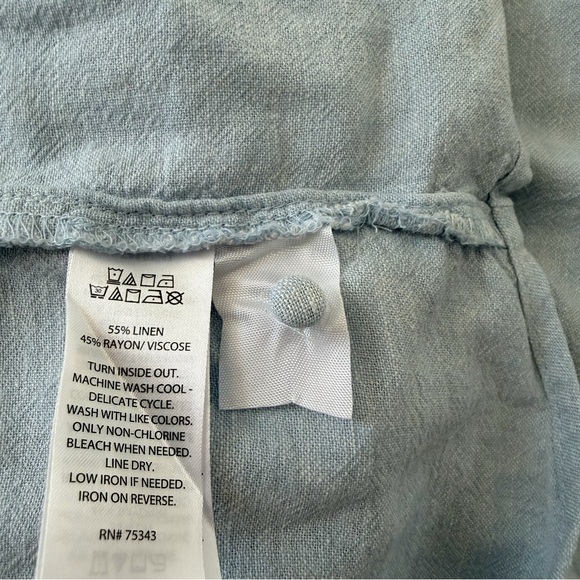 30
55% LINEN
45% RAYON/ VISCOSE
TURN INSIDE OUT.
MACHINE WASH COOL -
DELICATE CYCLE.
WASH WITH LIKE COLORS.
ONLY NON-CHLORINE
BLEACH WHEN NEEDED.
LINE DRY.
LOW IRON IF NEEDED.
IRON ON REVERSE.
RN# 75343